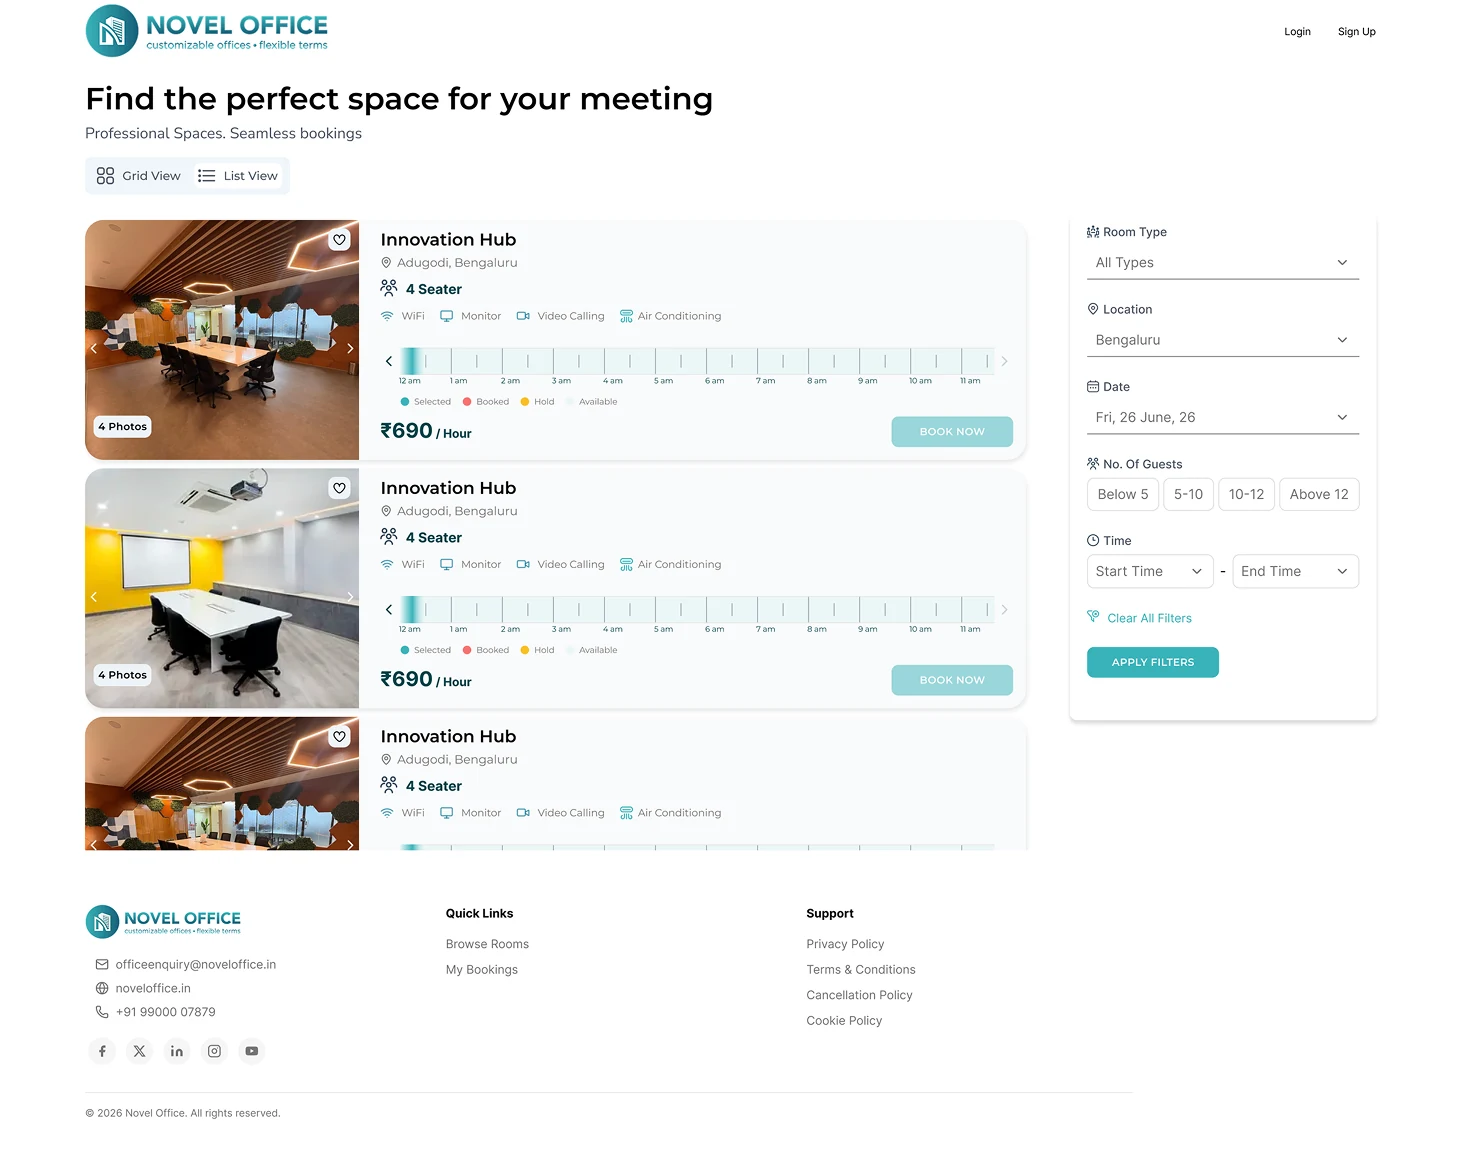 NOVEL OFFICE
customizable offices • flexible terms
Login
Sign Up
Find the perfect space for your meeting
Professional Spaces. Seamless bookings
Grid View
List View
4 Photos
Innovation Hub
Adugodi, Bengaluru
4 Seater
WiFi Monitor Video Calling Air Conditioning
12 am 1 am 2 am 3 am 4 am 5 am 6 am 7 am 8 am 9 am 10 am 11 am
Selected Booked Hold Available
₹690 / Hour
BOOK NOW
4 Photos
Innovation Hub
Adugodi, Bengaluru
4 Seater
WiFi Monitor Video Calling Air Conditioning
12 am 1 am 2 am 3 am 4 am 5 am 6 am 7 am 8 am 9 am 10 am 11 am
Selected Booked Hold Available
₹690 / Hour
BOOK NOW
Innovation Hub
Adugodi, Bengaluru
4 Seater
WiFi Monitor Video Calling Air Conditioning
Room Type
All Types
Location
Bengaluru
Date
Fri, 26 June, 26
No. Of Guests
Below 5 5-10 10-12 Above 12
Time
Start Time - End Time
Clear All Filters
APPLY FILTERS
NOVEL OFFICE
customizable offices • flexible terms
officeenquiry@noveloffice.in
noveloffice.in
+91 99000 07879
Quick Links
Browse Rooms
My Bookings
Support
Privacy Policy
Terms & Conditions
Cancellation Policy
Cookie Policy
© 2026 Novel Office. All rights reserved.